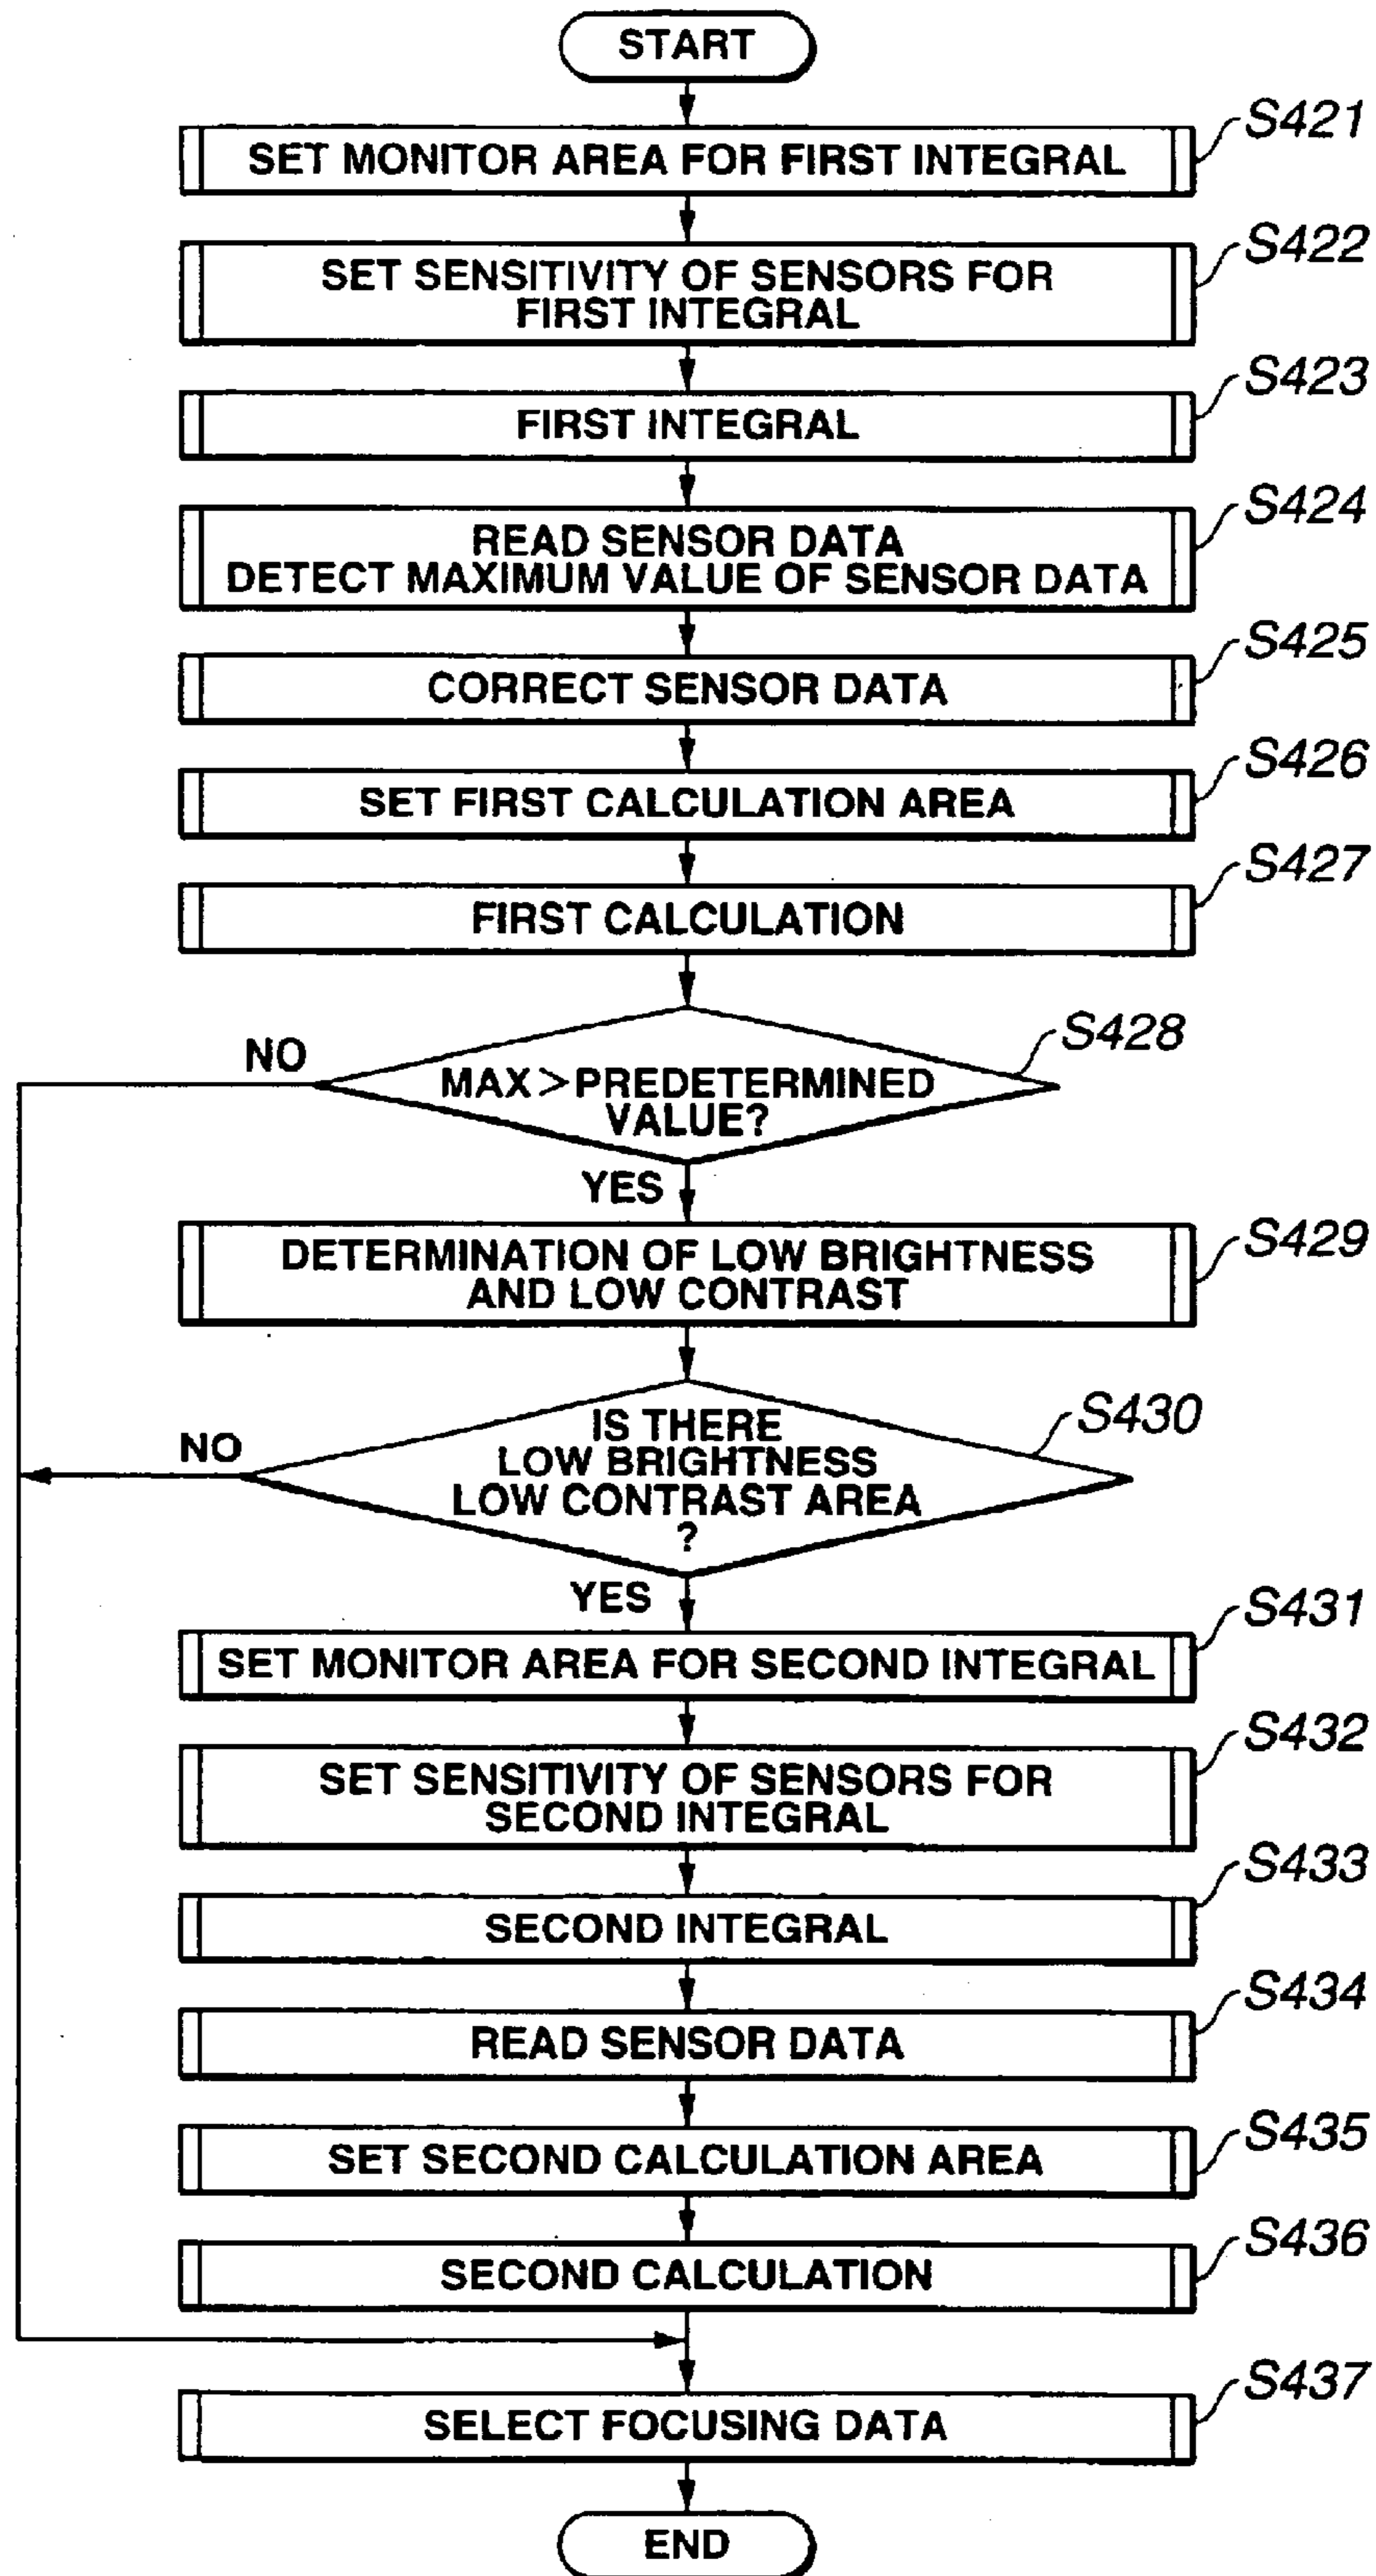 START
S421
SET MONITOR AREA FOR FIRST INTEGRAL
S422
SET SENSITIVITY OF SENSORS FOR
FIRST INTEGRAL
S423
FIRST INTEGRAL
S424
READ SENSOR DATA
DETECT MAXIMUM VALUE OF SENSOR DATA
S425
CORRECT SENSOR DATA
S426
SET FIRST CALCULATION AREA
S427
FIRST CALCULATION
S428
NO
MAX>PREDETERMINED
VALUE?
YES
S429
DETERMINATION OF LOW BRIGHTNESS
AND LOW CONTRAST
S430
IS THERE
NO
LOW BRIGHTNESS
LOW CONTRAST AREA
?
YES
S431
SET MONITOR AREA FOR SECOND INTEGRAL
S432
SET SENSITIVITY OF SENSORS FOR
SECOND INTEGRAL
S433
SECOND INTEGRAL
S434
READ SENSOR DATA
S435
SET SECOND CALCULATION AREA
S436
SECOND CALCULATION
S437
SELECT FOCUSING DATA
END